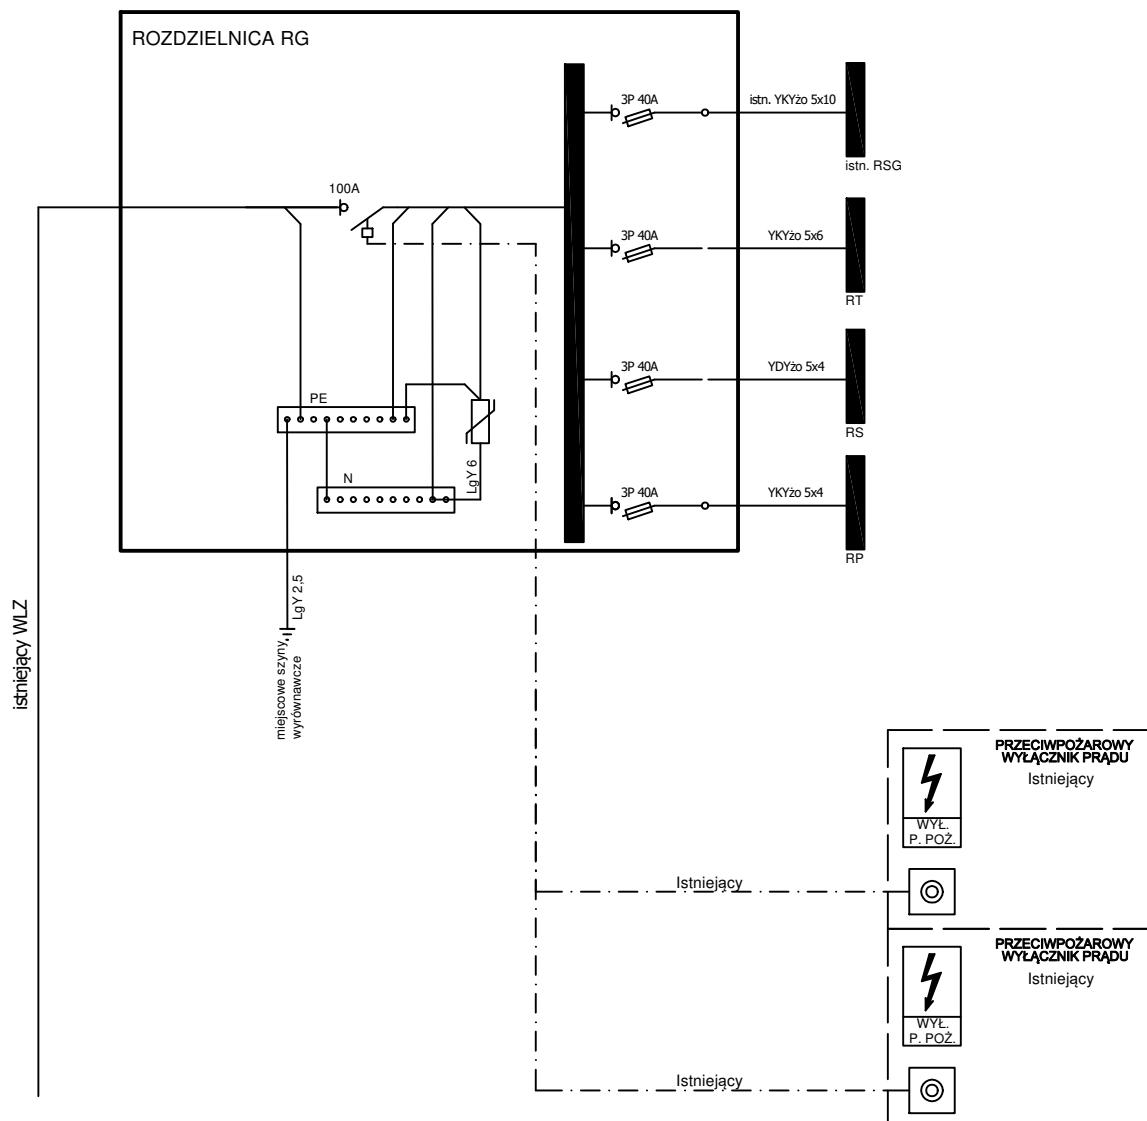 ROZDZIELNICA RG
3P 40A
istn. YKYżo 5x10
istn. RSG
100A
3P 40A
YKYżo 5x6
RT
3P 40A
YDYżo 5x4
RS
PE
N
LgY 6
3P 40A
YKYżo 5x4
RP
LgY 2,5
miejscowe szyny
wyrównawcze
istniejący WLZ
PRZECIWPOŻAROWY
WYŁĄCZNIK PRĄDU
Istniejący
WYŁ.
P. POŻ.
Istniejący
PRZECIWPOŻAROWY
WYŁĄCZNIK PRĄDU
Istniejący
WYŁ.
P. POŻ.
Istniejący